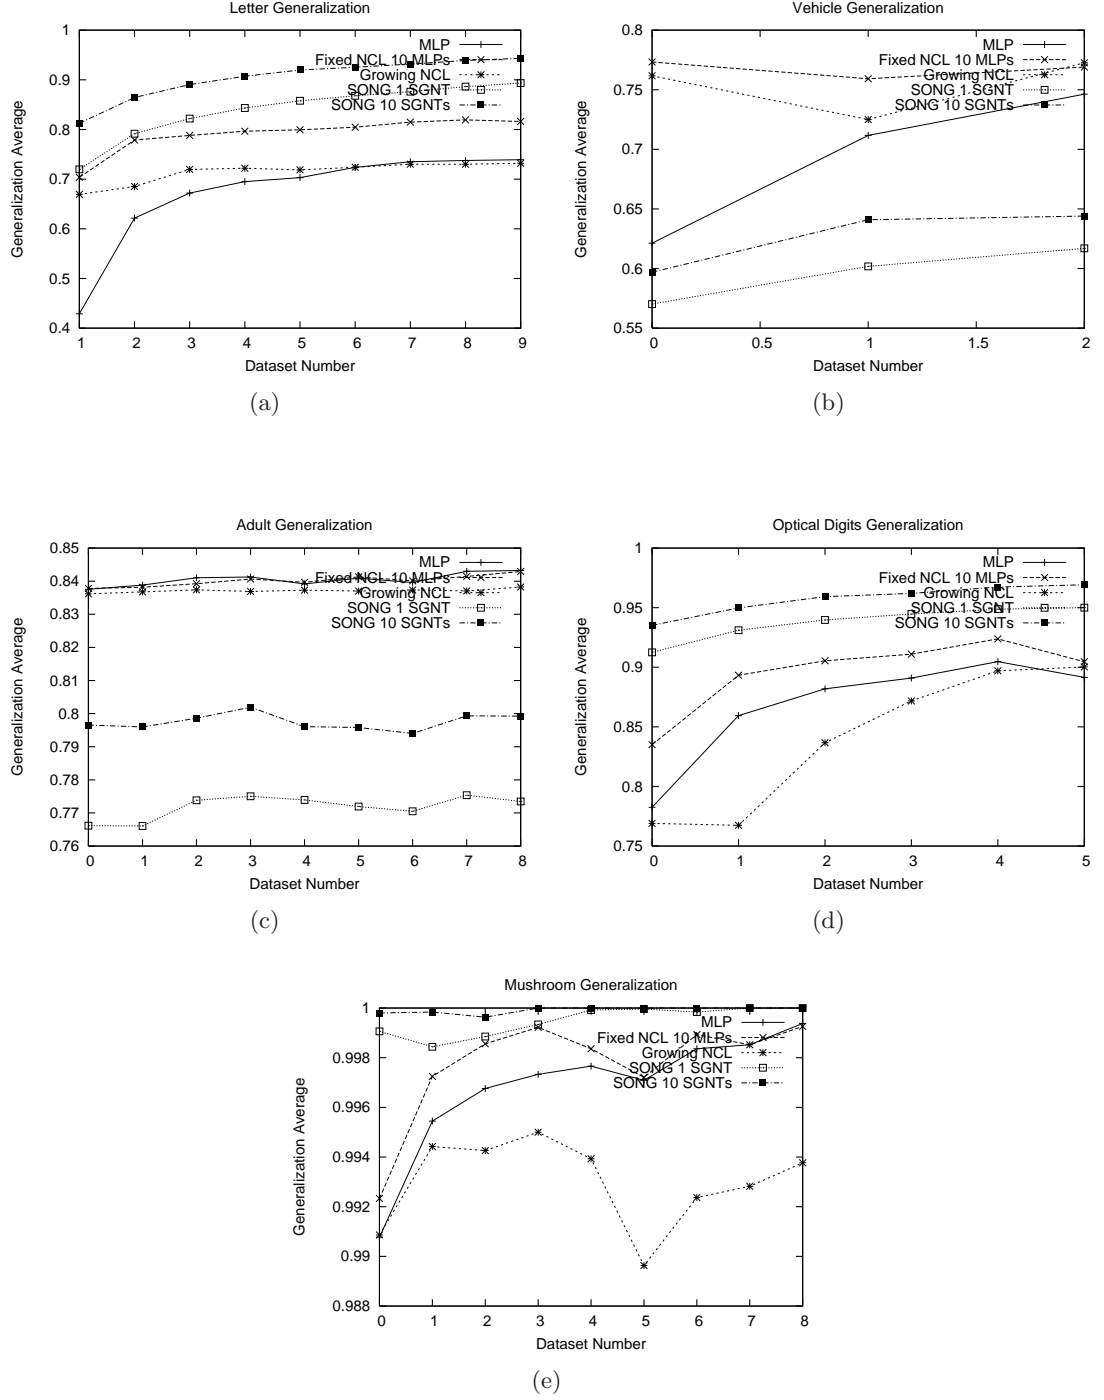 Letter Generalization
1
0.9
0.8
0.7
0.6
0.5
0.4
Generalization Average
MLP
Fixed NCL 10 MLPs
Growing NCL
SONG 1 SGNT
SONG 10 SGNTs
1 2 3 4 5 6 7 8 9
Dataset Number
(a)
Vehicle Generalization
0.8
0.75
0.7
0.65
0.6
0.55
Generalization Average
MLP
Fixed NCL 10 MLPs
Growing NCL
SONG 1 SGNT
SONG 10 SGNTs
0 0.5 1 1.5 2
Dataset Number
(b)
Adult Generalization
0.85
0.84
0.83
0.82
0.81
0.8
0.79
0.78
0.77
0.76
Generalization Average
MLP
Fixed NCL 10 MLPs
Growing NCL
SONG 1 SGNT
SONG 10 SGNTs
0 1 2 3 4 5 6 7 8
Dataset Number
(c)
Optical Digits Generalization
1
0.95
0.9
0.85
0.8
0.75
Generalization Average
MLP
Fixed NCL 10 MLPs
Growing NCL
SONG 1 SGNT
SONG 10 SGNTs
0 1 2 3 4 5
Dataset Number
(d)
Mushroom Generalization
1
0.998
0.996
0.994
0.992
0.99
0.988
Generalization Average
MLP
Fixed NCL 10 MLPs
Growing NCL
SONG 1 SGNT
SONG 10 SGNTs
0 1 2 3 4 5 6 7 8
Dataset Number
(e)